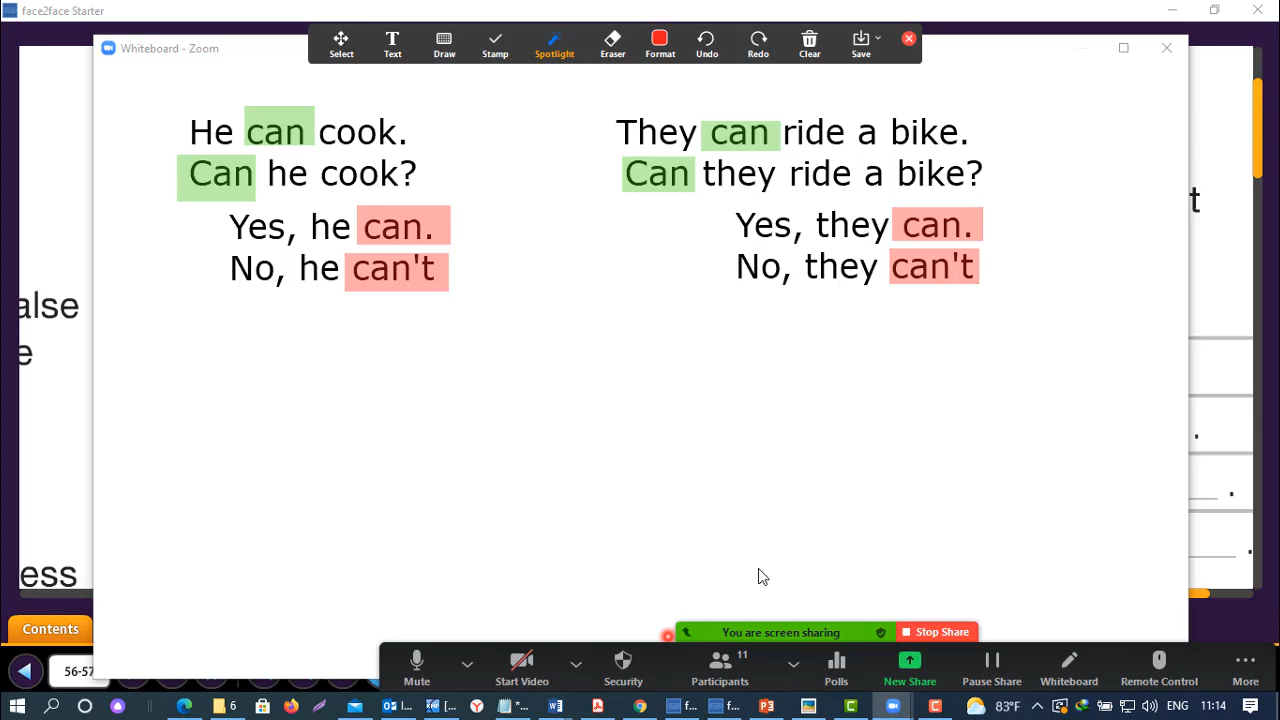 face2face Starter
Whiteboard - Zoom
Select
Text
Draw
Stamp
Spotlight
Eraser
Format
Undo
Redo
Clear
Save
He can cook.
Can he cook?
Yes, he can.
No, he can't
They can ride a bike.
Can they ride a bike?
Yes, they can.
No, they can't
alse
e
ess
t
.
.
.
Contents
56-57
You are screen sharing
Stop Share
Mute
Start Video
Security
Participants
11
Polls
New Share
Pause Share
Whiteboard
Remote Control
More
6
[...
[...
*...
f...
f...
83°F
ENG
11:14